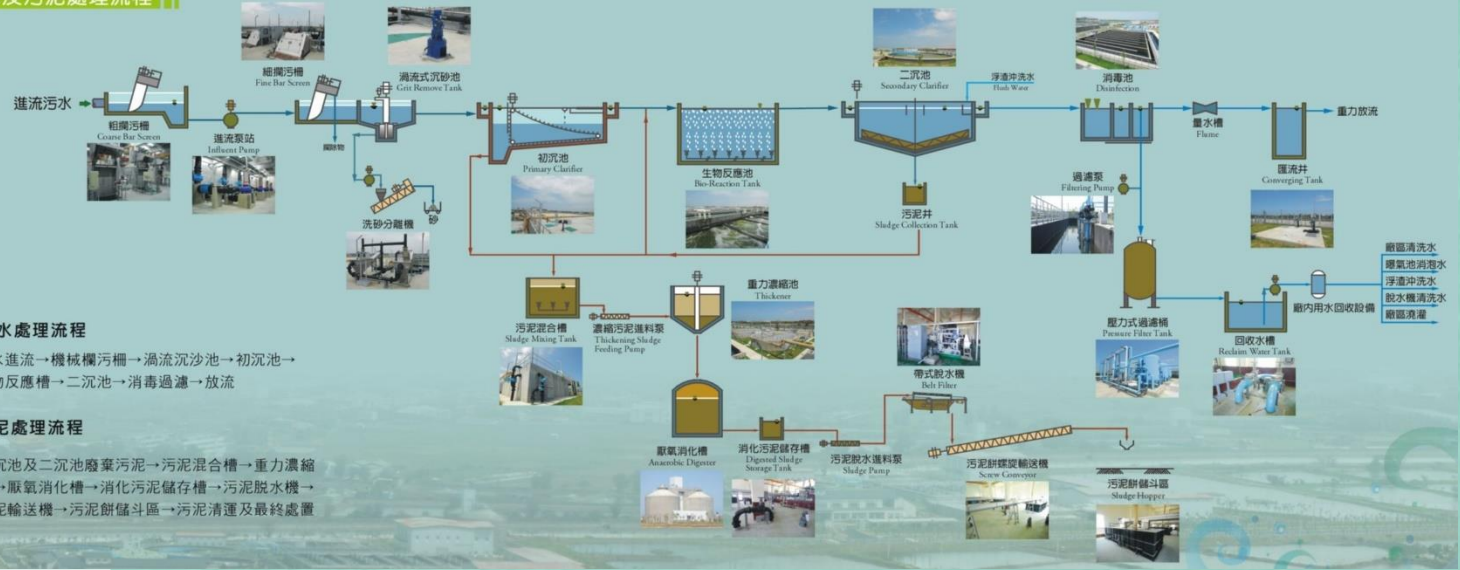 及污泥處理流程
進流污水
粗攔污柵
Coarse Bar Screen
進流泵站
Influent Pump
細攔污柵
Fine Bar Screen
攔除物
渦流式沉砂池
Grit Remove Tank
洗砂分離機
砂
初沉池
Primary Clarifier
生物反應池
Bio-Reaction Tank
二沉池
Secondary Clarifier
浮渣沖洗水
Flush Water
污泥井
Sludge Collection Tank
消毒池
Disinfection
量水槽
Flume
匯流井
Converging Tank
重力放流
過濾泵
Filtering Pump
壓力式過濾桶
Pressure Filter Tank
回收水槽
Reclaim Water Tank
廠內用水回收設備
廠區清洗水
曝氣池消泡水
浮渣沖洗水
脫水機清洗水
廠區澆灌
污泥混合槽
Sludge Mixing Tank
濃縮污泥進料泵
Thickening Sludge
Feeding Pump
重力濃縮池
Thickener
厭氧消化槽
Anaerobic Digester
消化污泥儲存槽
Digested Sludge
Storage Tank
污泥脫水進料泵
Sludge Pump
帶式脫水機
Belt Filter
污泥餅螺旋輸送機
Screw Conveyor
污泥餅儲斗區
Sludge Hopper
水處理流程
進流→機械欄污柵→渦流沉沙池→初沉池→
反應槽→二沉池→消毒過濾→放流
處理流程
沉池及二沉池廢棄污泥→污泥混合槽→重力濃縮
→厭氧消化槽→消化污泥儲存槽→污泥脫水機→
泥輸送機→污泥餅儲斗區→污泥清運及最終處置